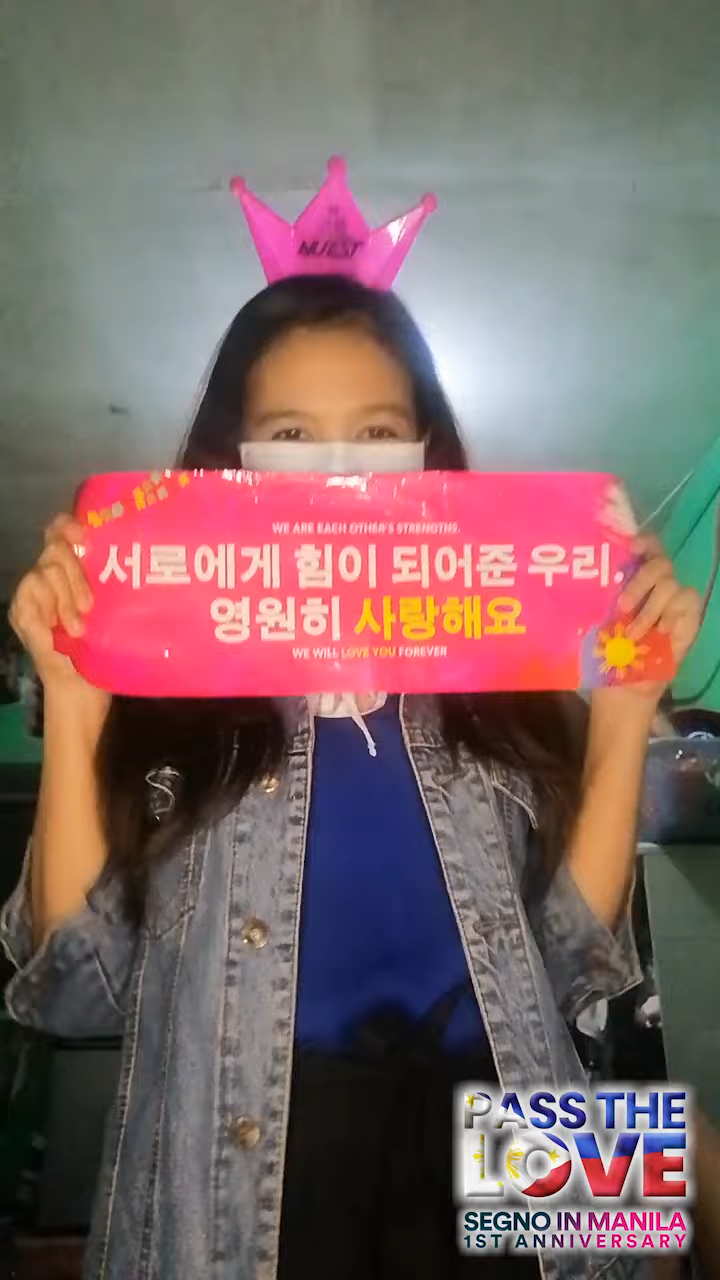 NU'EST
WE ARE EACH OTHER'S STRENGTHS.
서로에게 힘이 되어준 우리.
영원히 사랑해요
WE WILL LOVE YOU FOREVER
PASS THE
LOVE
SEGNO IN MANILA
1ST ANNIVERSARY